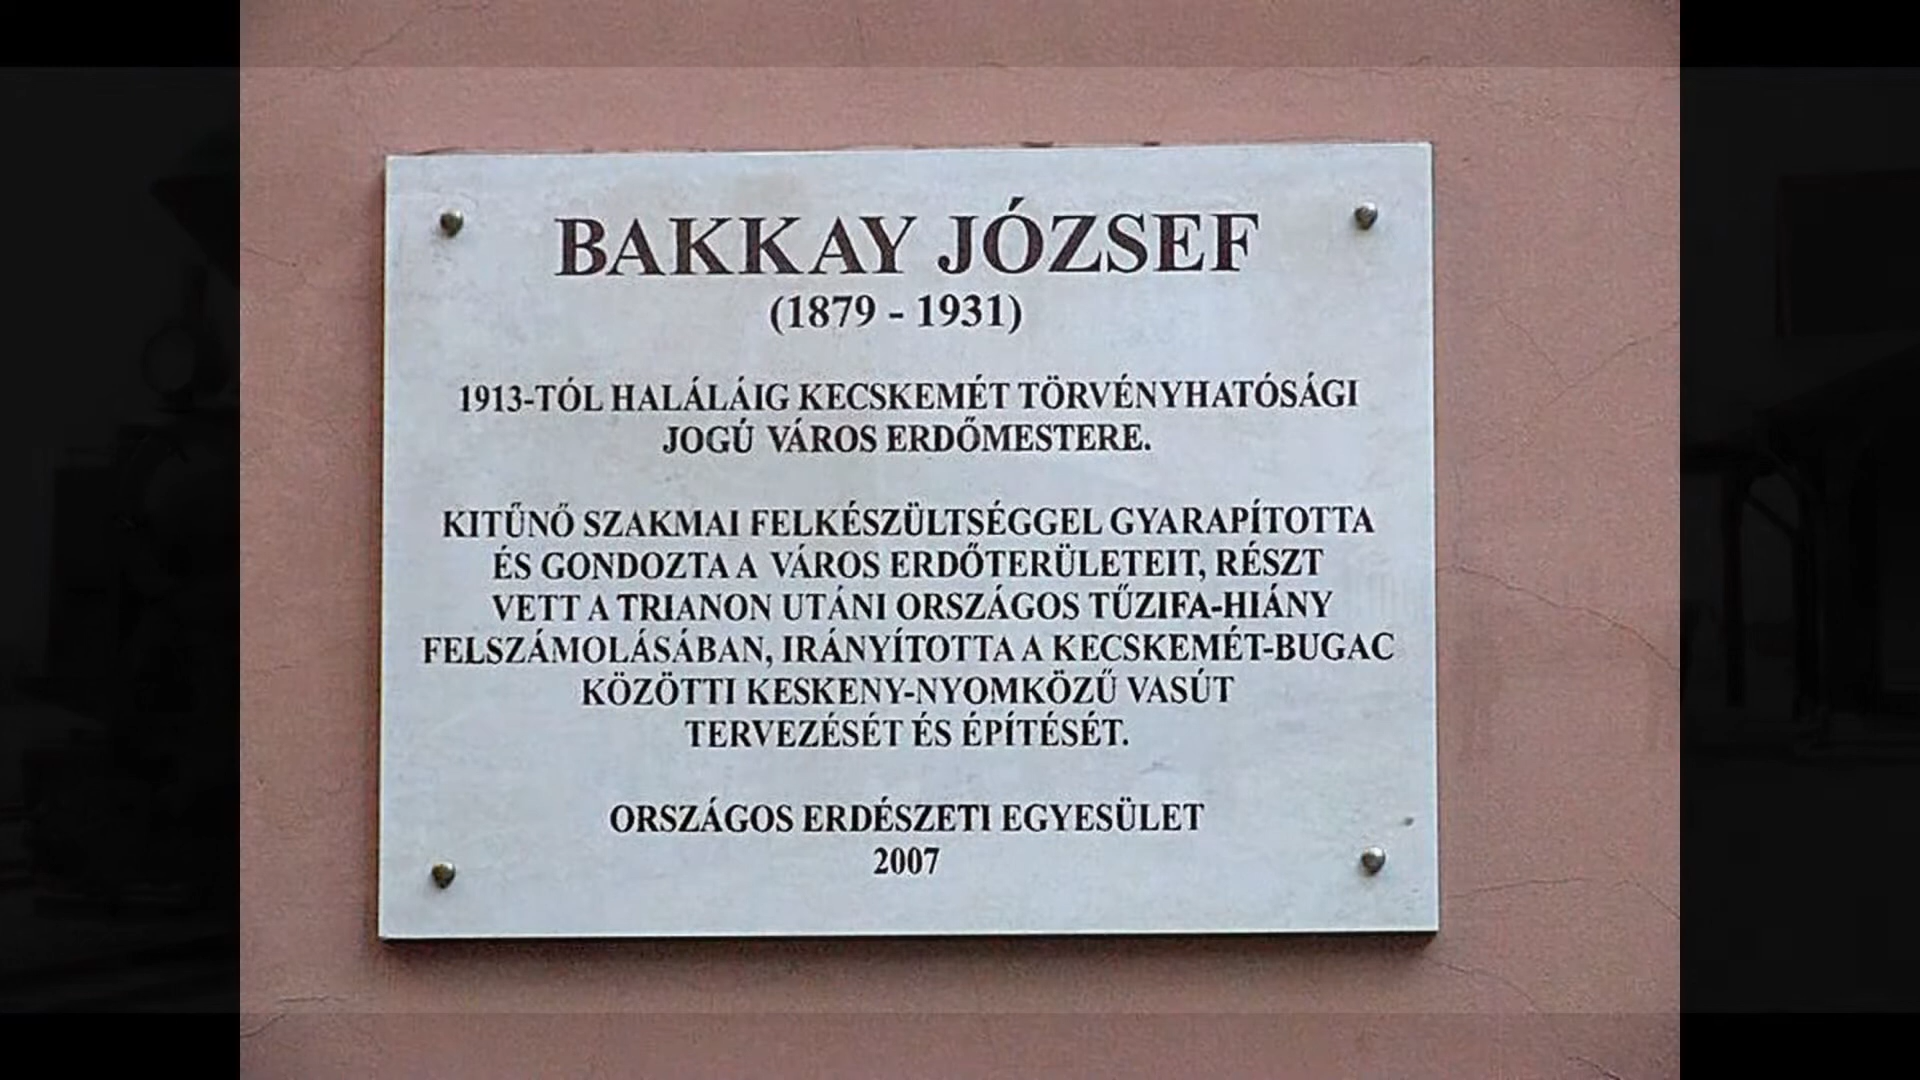 BAKKAY JÓZSEF
(1879 - 1931)
1913-TÓL HALÁLÁIG KECSKEMÉT TÖRVÉNYHATÓSÁGI
JOGÚ VÁROS ERDŐMESTERE.
KITŰNŐ SZAKMAI FELKÉSZÜLTSÉGGEL GYARAPÍTOTTA
ÉS GONDOZTA A VÁROS ERDŐTERÜLETEIT, RÉSZT
VETT A TRIANON UTÁNI ORSZÁGOS TŰZIFA-HIÁNY
FELSZÁMOLÁSÁBAN, IRÁNYÍTOTTA A KECSKEMÉT-BUGAC
KÖZÖTTI KESKENY-NYOMKÖZŰ VASÚT
TERVEZÉSÉT ÉS ÉPÍTÉSÉT.
ORSZÁGOS ERDÉSZETI EGYESÜLET
2007